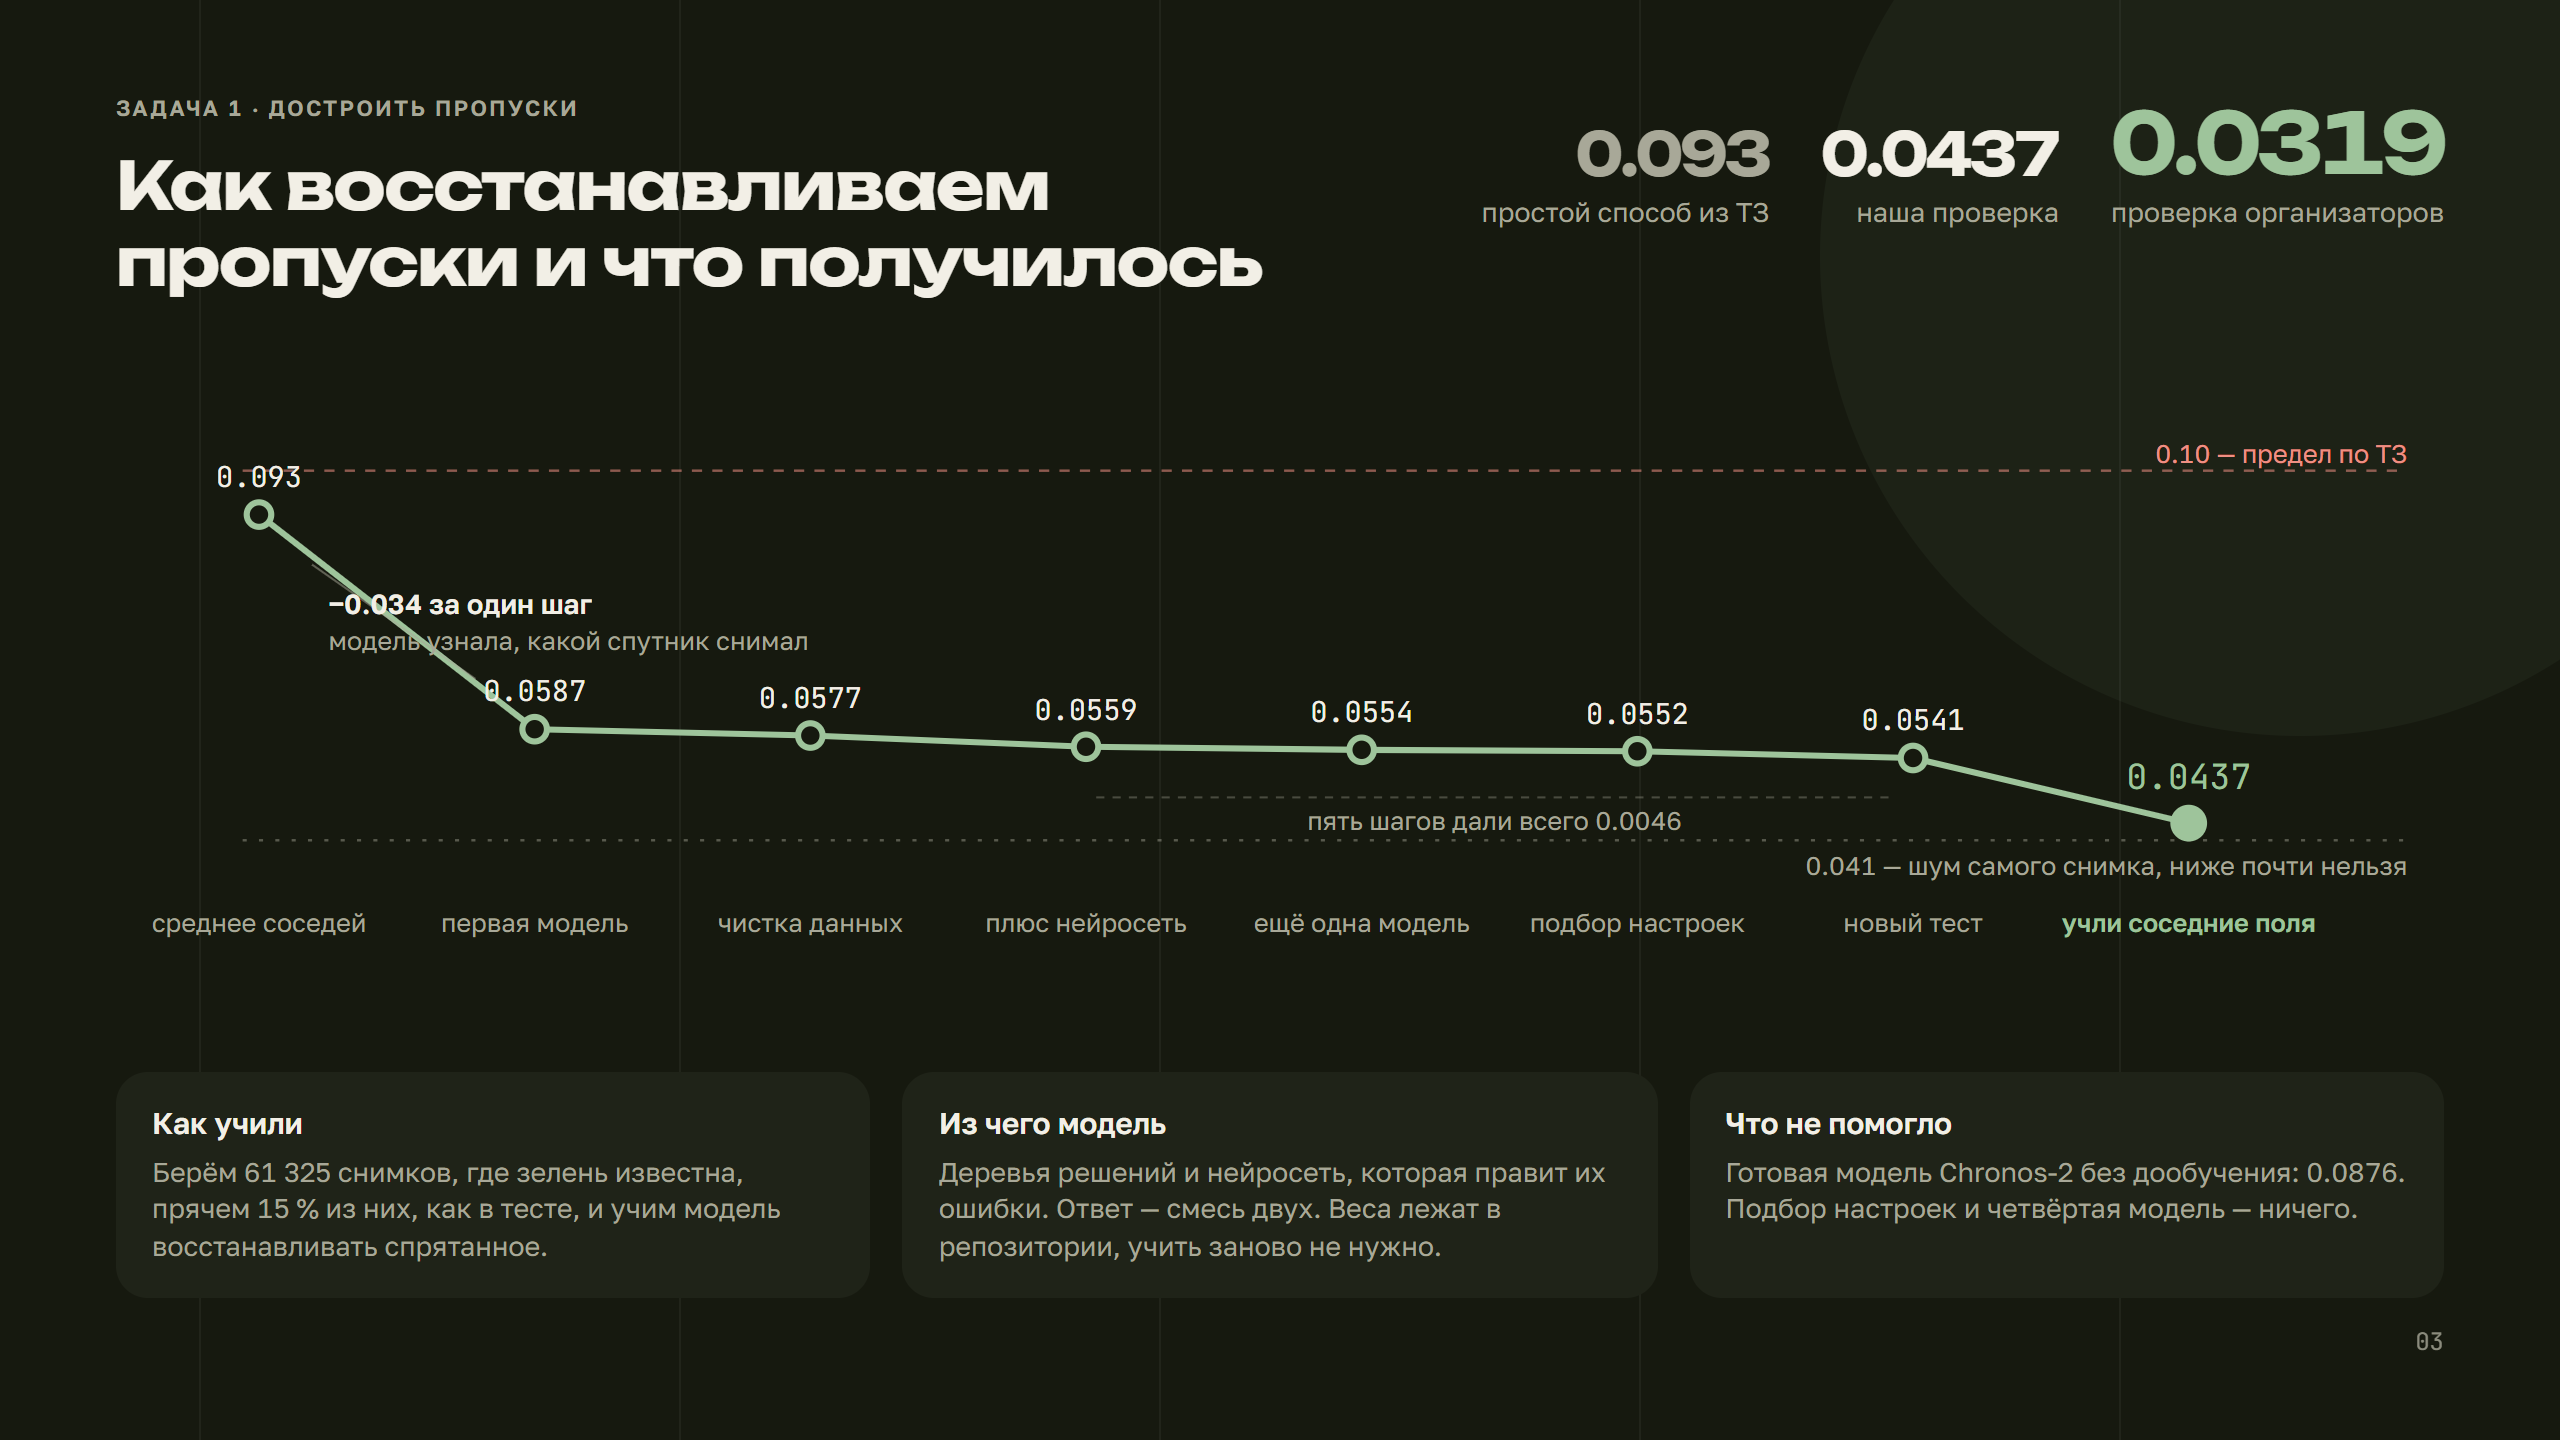 ЗАДАЧА 1 · ДОСТРОИТЬ ПРОПУСКИ
Как восстанавливаем
пропуски и что получилось
0.093
простой способ из ТЗ
0.0437
наша проверка
0.0319
проверка организаторов
0.10 — предел по ТЗ
0.093
−0.034 за один шаг
модель узнала, какой спутник снимал
0.0587
0.0577
0.0559
0.0554
0.0552
0.0541
0.0437
пять шагов дали всего 0.0046
0.041 — шум самого снимка, ниже почти нельзя
среднее соседей
первая модель
чистка данных
плюс нейросеть
ещё одна модель
подбор настроек
новый тест
учли соседние поля
Как учили
Берём 61 325 снимков, где зелень известна,
прячем 15 % из них, как в тесте, и учим модель
восстанавливать спрятанное.
Из чего модель
Деревья решений и нейросеть, которая правит их
ошибки. Ответ — смесь двух. Веса лежат в
репозитории, учить заново не нужно.
Что не помогло
Готовая модель Chronos-2 без дообучения: 0.0876.
Подбор настроек и четвёртая модель — ничего.
03